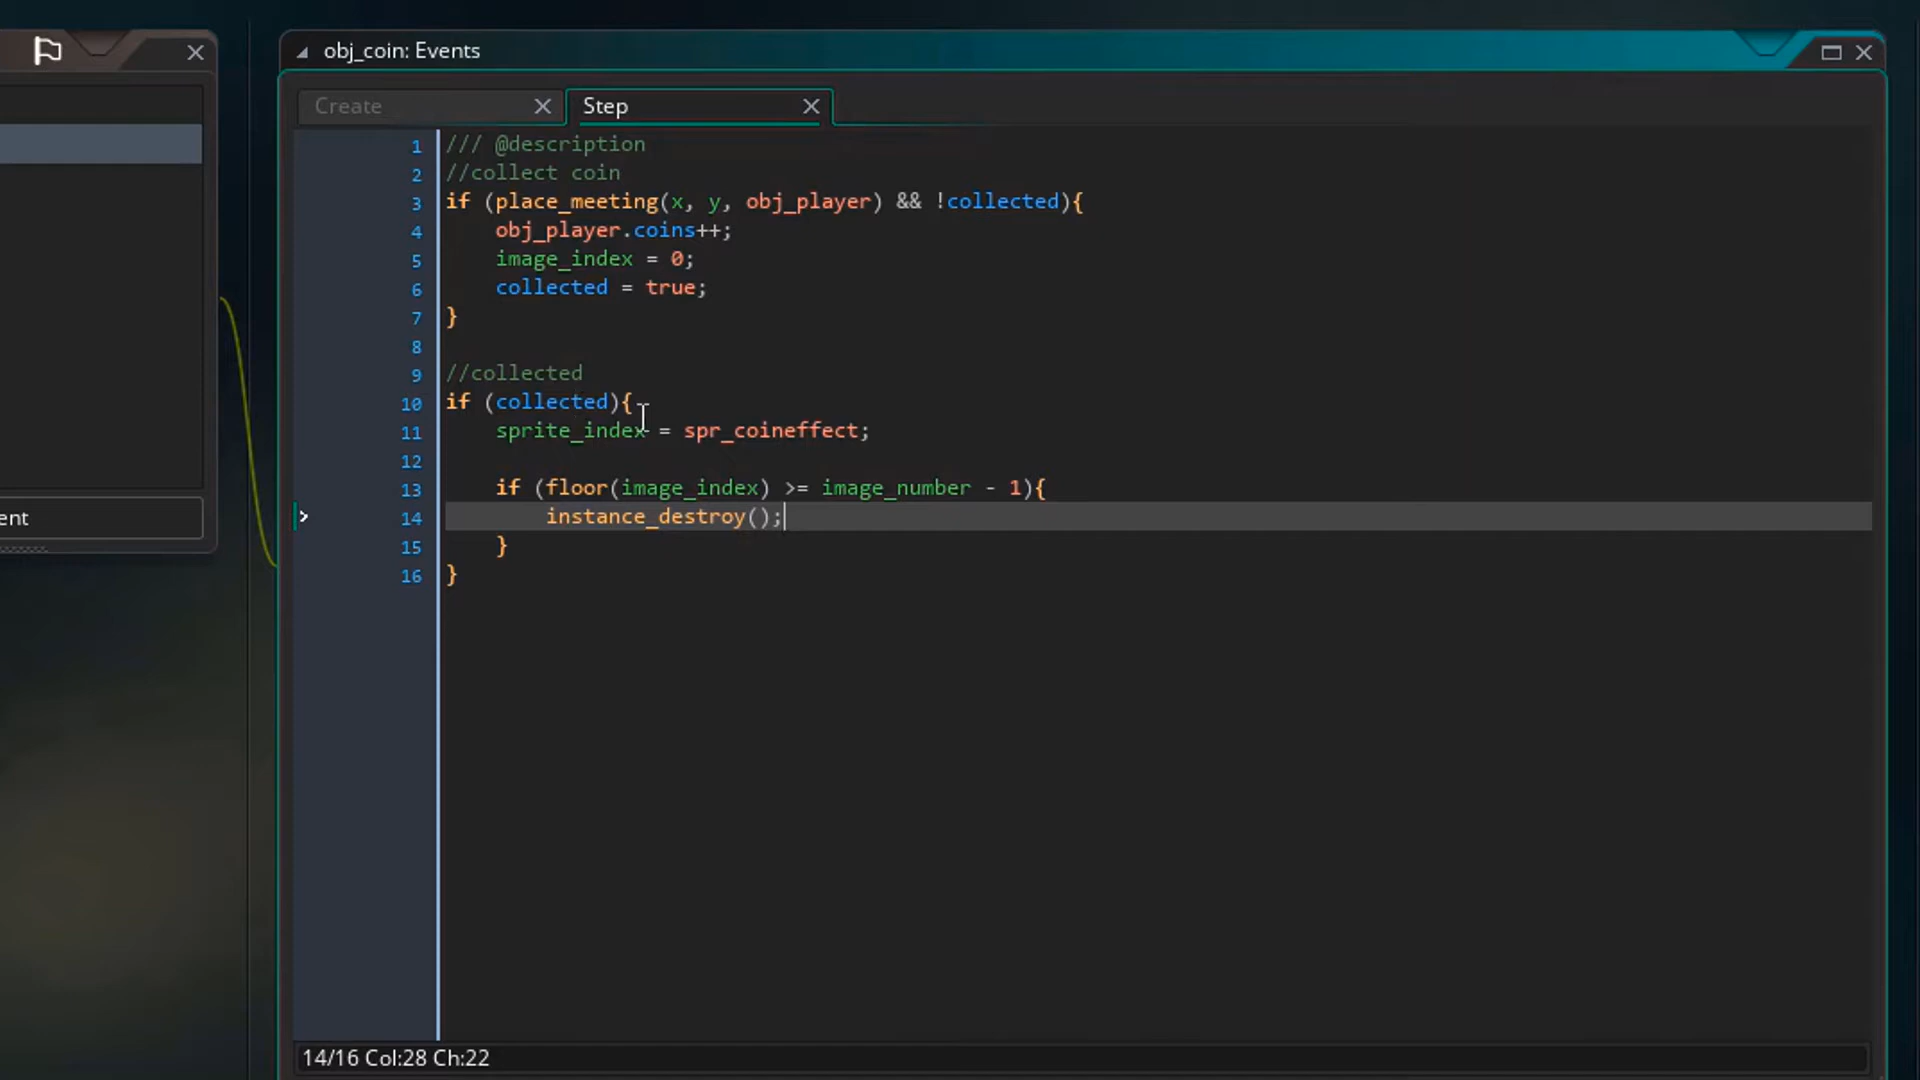 obj_coin: Events
Create
Step
1 /// @description
2 //collect coin
3 if (place_meeting(x, y, obj_player) && !collected){
4 obj_player.coins++;
5 image_index = 0;
6 collected = true;
7 }
8
9 //collected
10 if (collected){
11 sprite_index = spr_coineffect;
12
13 if (floor(image_index) >= image_number - 1){
14 instance_destroy();
15 }
16 }
ent
14/16 Col:28 Ch:22